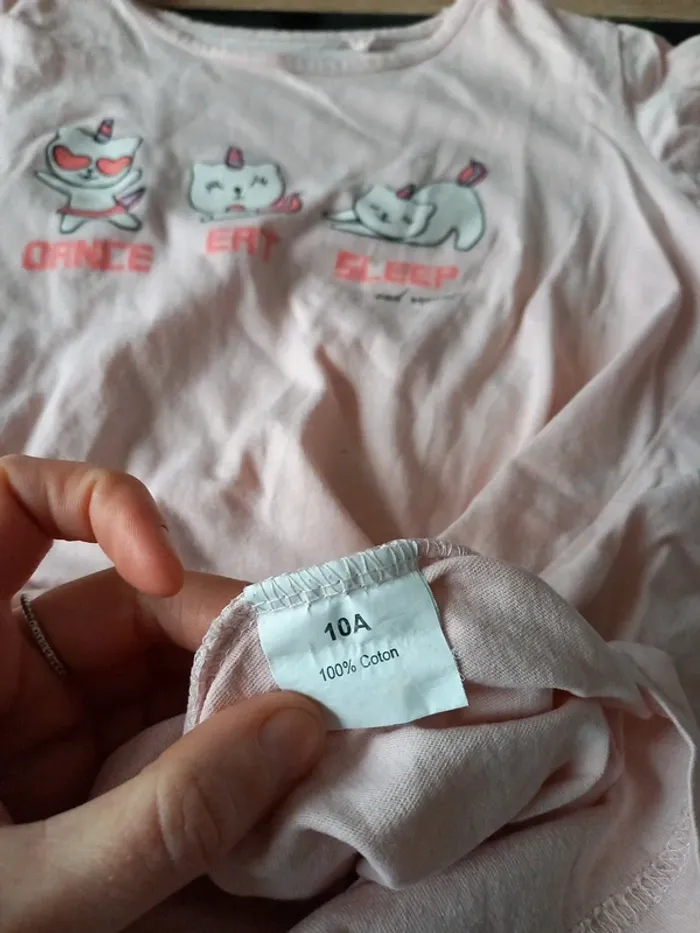 DANCE
EAT
SLEEP
10A
100% Coton